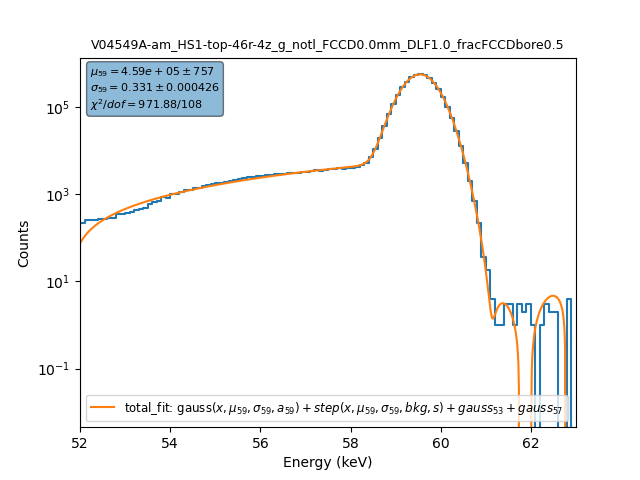 V04549A-am_HS1-top-46r-4z_g_notl_FCCD0.0mm_DLF1.0_fracFCCDbore0.5
μ₅₉ = 4.59e + 05 ± 757
σ₅₉ = 0.331 ± 0.000426
χ²/dof = 971.88/108
10⁵
10³
10¹
10⁻¹
Counts
total_fit: gauss(x, μ₅₉, σ₅₉, a₅₉) + step(x, μ₅₉, σ₅₉, bkg, s) + gauss₅₃ + gauss₅₇
52 54 56 58 60 62
Energy (keV)